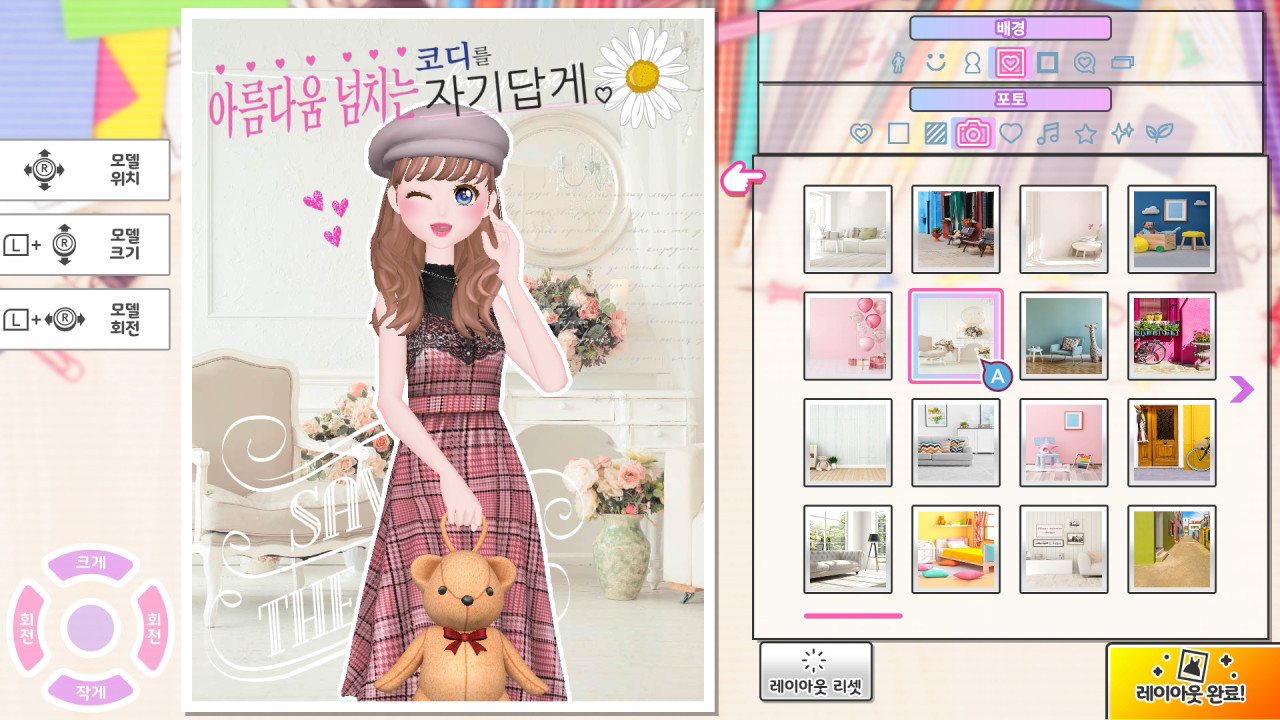 아름다움 넘치는
코디를
자기답게
SAV
THE
R
모델
위치
L + R
모델
크기
L + R
모델
회전
크게
회전
회전
작게
배경
포토
A
레이아웃 리셋
레이아웃 완료!